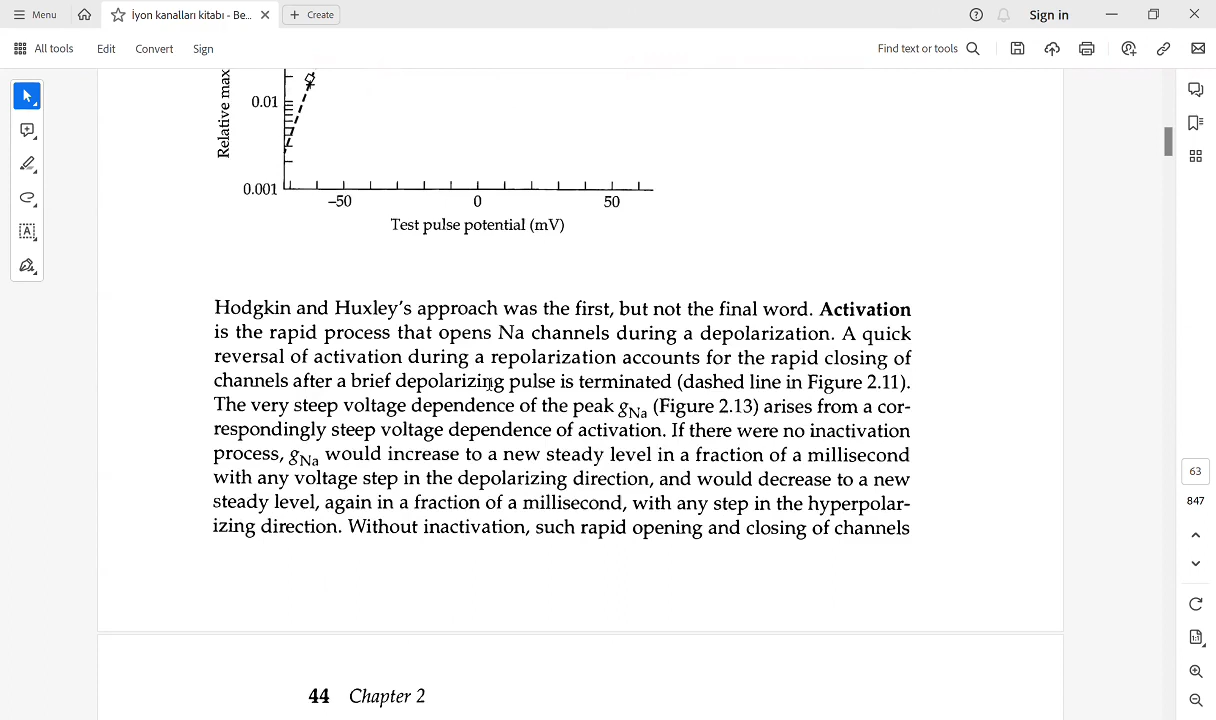 Menu
İyon kanalları kitabı - Be...
Create
Sign in
All tools
Edit
Convert
Sign
Find text or tools
Relative max
0.01
0.001
–50
0
50
Test pulse potential (mV)
Hodgkin and Huxley's approach was the first, but not the final word. Activation
is the rapid process that opens Na channels during a depolarization. A quick
reversal of activation during a repolarization accounts for the rapid closing of
channels after a brief depolarizing pulse is terminated (dashed line in Figure 2.11).
The very steep voltage dependence of the peak gNa (Figure 2.13) arises from a cor-
respondingly steep voltage dependence of activation. If there were no inactivation
process, gNa would increase to a new steady level in a fraction of a millisecond
with any voltage step in the depolarizing direction, and would decrease to a new
steady level, again in a fraction of a millisecond, with any step in the hyperpolar-
izing direction. Without inactivation, such rapid opening and closing of channels
44 Chapter 2
63
847
1:1